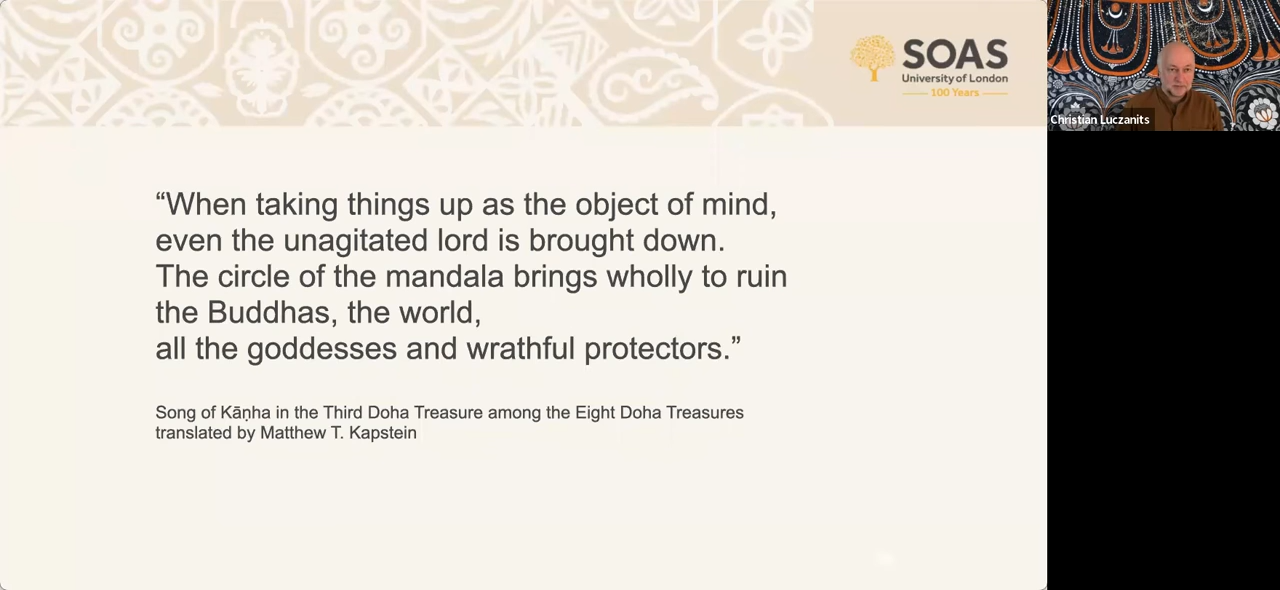 SOAS
University of London
100 Years
Christian Luczanits
“When taking things up as the object of mind,
even the unagitated lord is brought down.
The circle of the mandala brings wholly to ruin
the Buddhas, the world,
all the goddesses and wrathful protectors.”
Song of Kāṇha in the Third Doha Treasure among the Eight Doha Treasures
translated by Matthew T. Kapstein